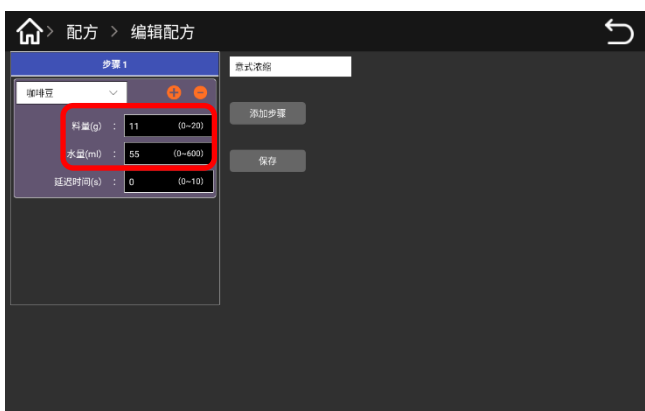 配方 > 编辑配方
步骤 1
意式浓缩
咖啡豆
添加步骤
料量(g) : 11 (0~20)
水量(ml) : 55 (0~600)
保存
延迟时间(s) : 0 (0~10)